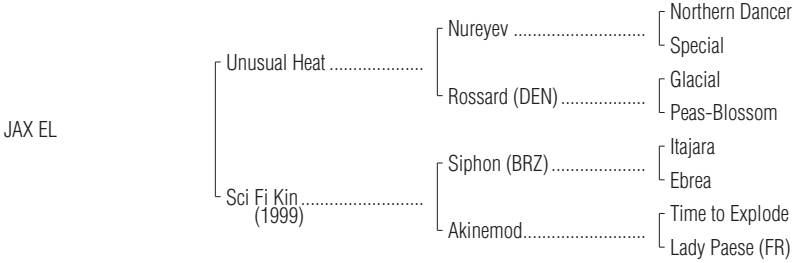 Northern Dancer
Nureyev ..............................
Special
Unusual Heat .....................
Glacial
Rossard (DEN) ...................
Peas-Blossom
JAX EL
Itajara
Siphon (BRZ) .....................
Ebrea
Sci Fi Kin ...........................
(1999)
Time to Explode
Akinemod...........................
Lady Paese (FR)